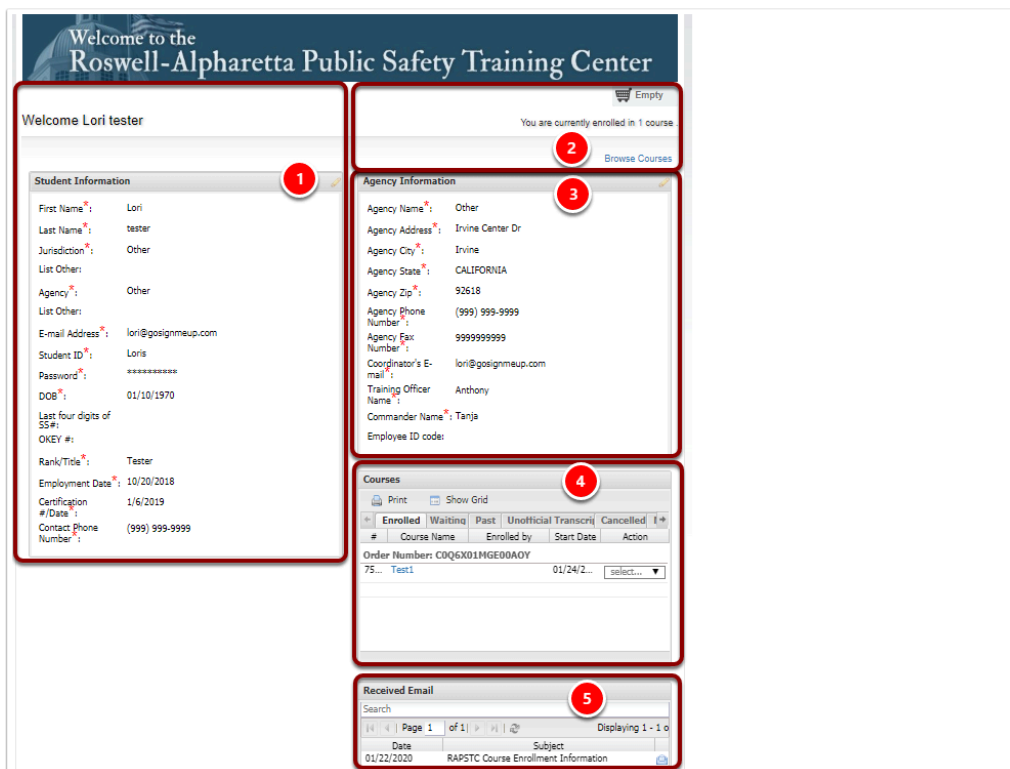 Welcome to the
Roswell-Alpharetta Public Safety Training Center
Empty
Welcome Lori tester
You are currently enrolled in 1 course .
2
Browse Courses
Student Information
1
First Name*: Lori
Last Name*: tester
Jurisdiction*: Other
List Other:
Agency*: Other
List Other:
E-mail Address*: lori@gosignmeup.com
Student ID*: Loris
Password*: **********
DOB*: 01/10/1970
Last four digits of
SS#:
OKEY #:
Rank/Title*: Tester
Employment Date*: 10/20/2018
Certification
#/Date*: 1/6/2019
Contact Phone
Number*: (999) 999-9999
Agency Information
3
Agency Name*: Other
Agency Address*: Irvine Center Dr
Agency City*: Irvine
Agency State*: CALIFORNIA
Agency Zip*: 92618
Agency Phone
Number*: (999) 999-9999
Agency Fax
Number*: 9999999999
Coordinator's E-
mail*: lori@gosignmeup.com
Training Officer
Name*: Anthony
Commander Name*: Tanja
Employee ID code:
Courses
4
Print Show Grid
Enrolled Waiting Past Unofficial Transcri Cancelled
# Course Name Enrolled by Start Date Action
Order Number: C0Q6X01MGE00AOY
75... Test1 01/24/2... select...
Received Email
5
Search
Page 1 of 1 Displaying 1 - 1 o
Date Subject
01/22/2020 RAPSTC Course Enrollment Information